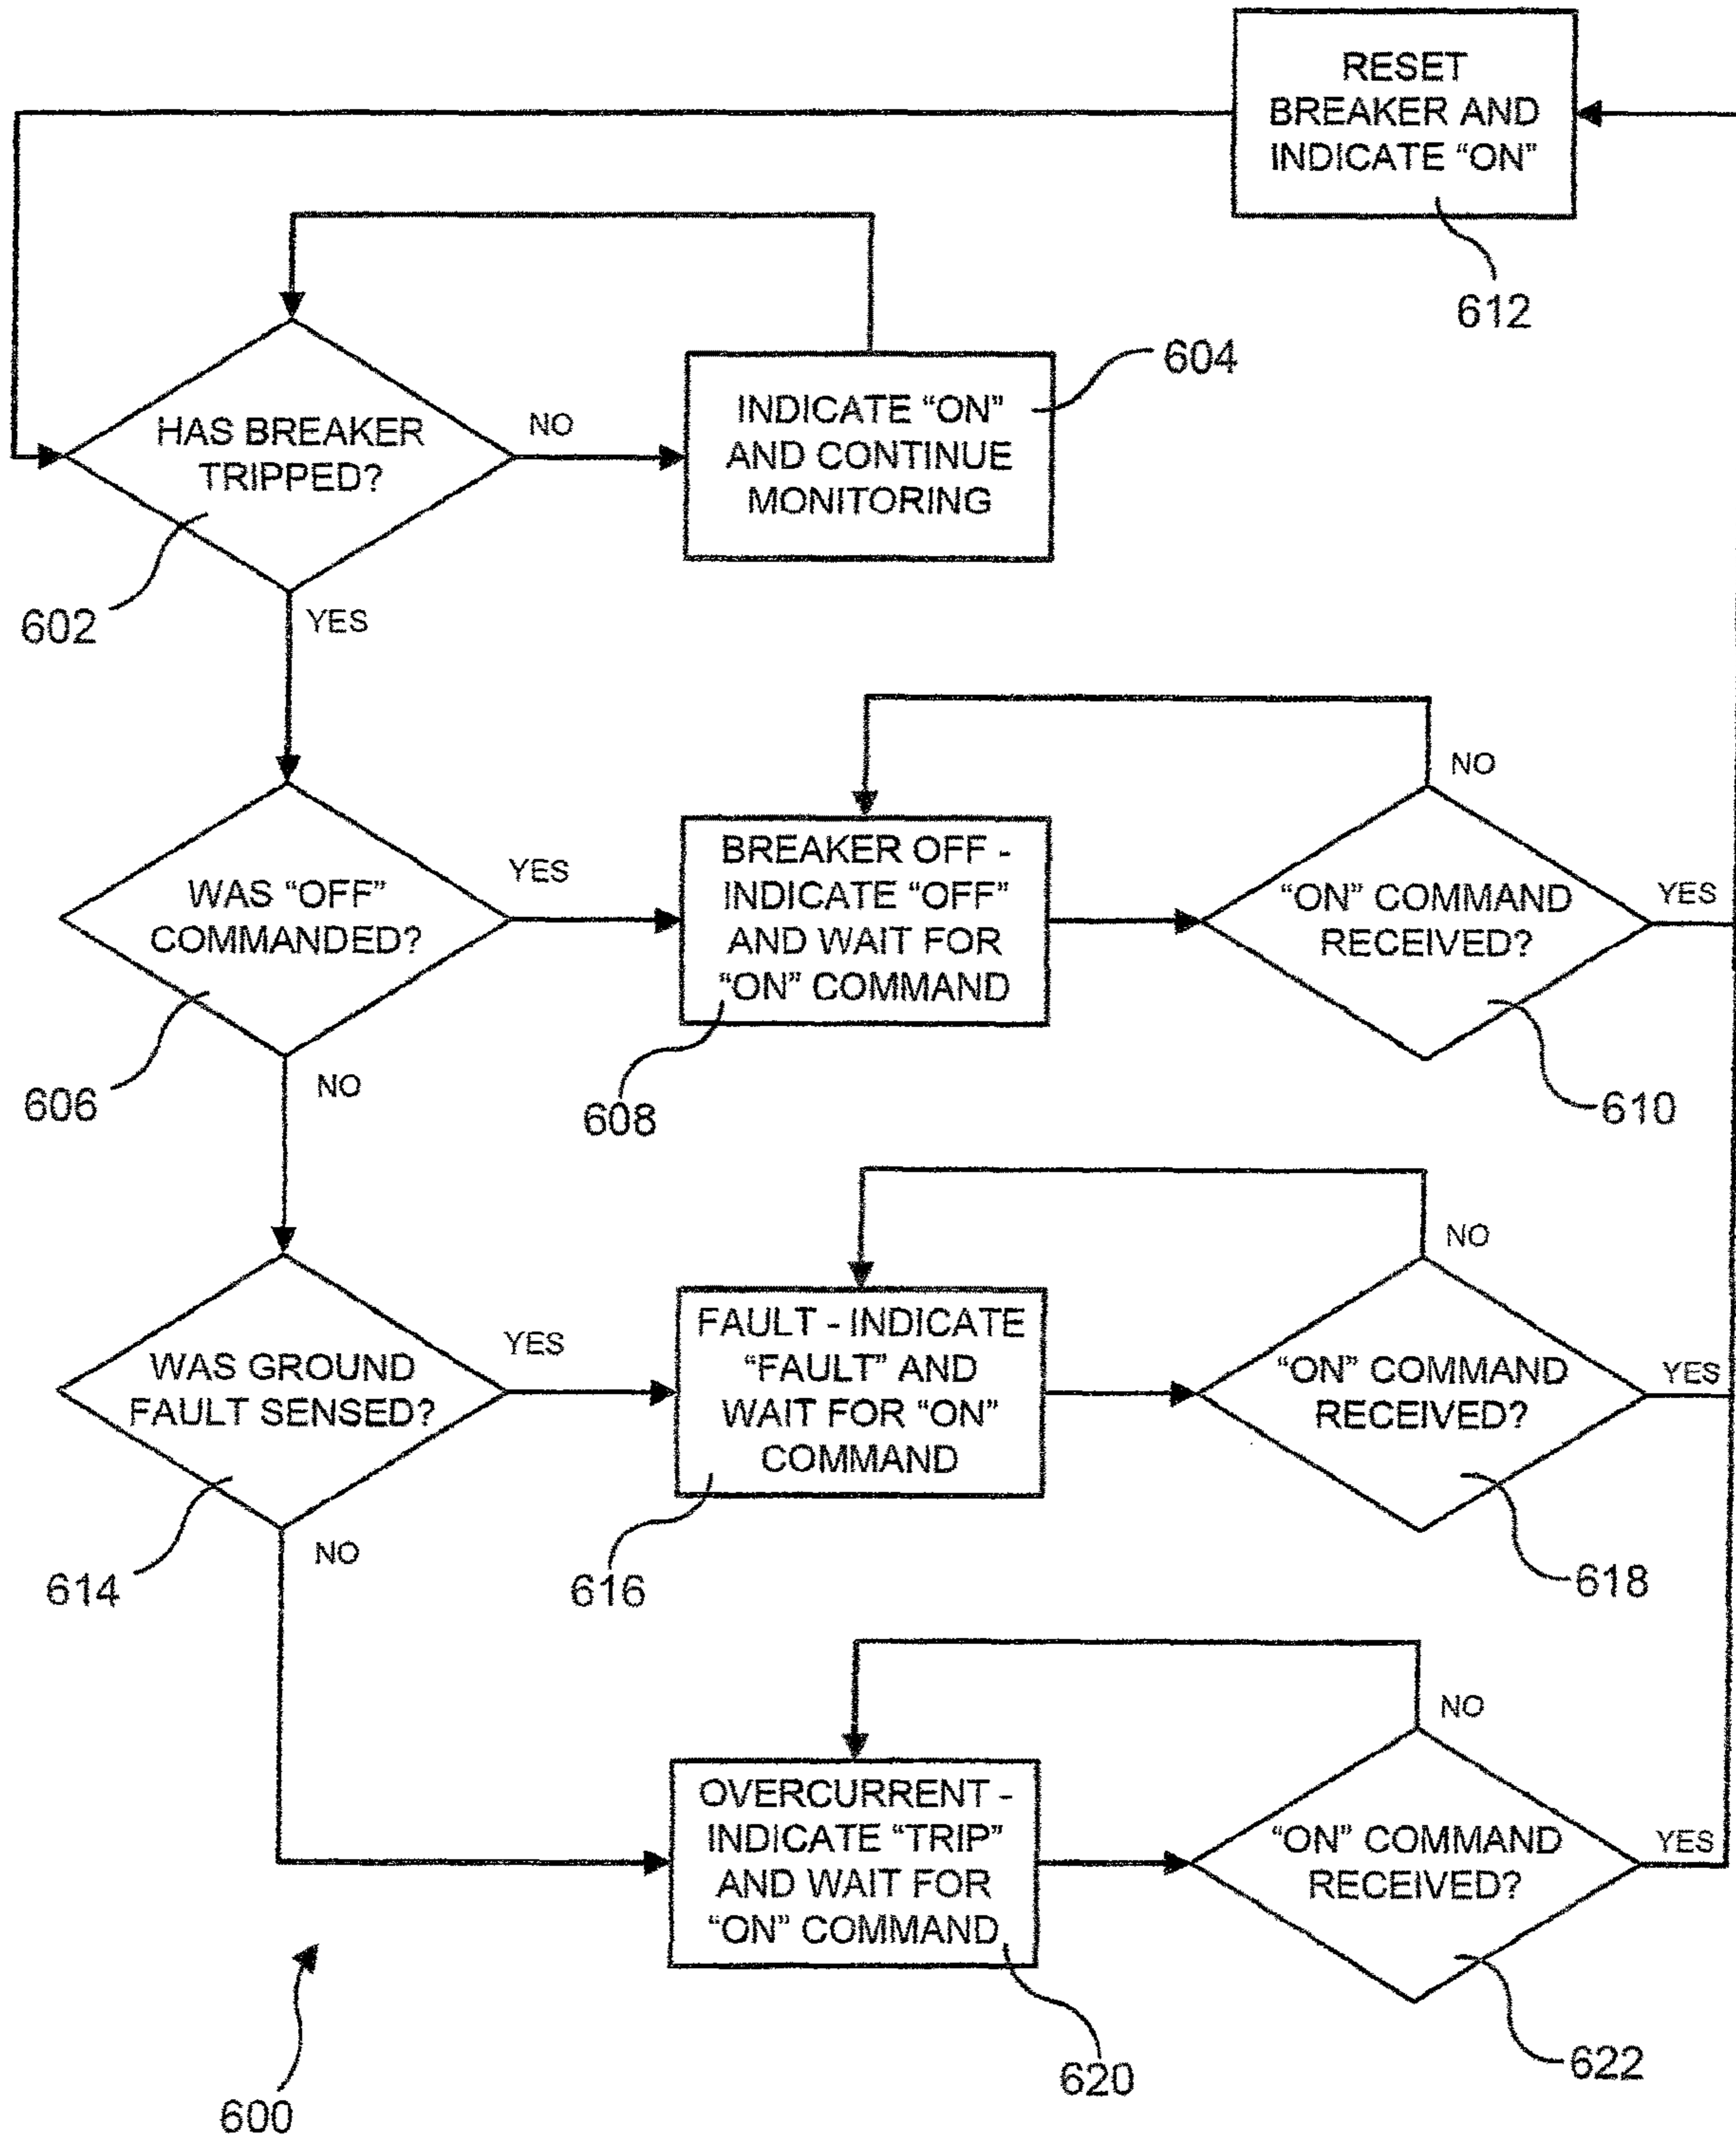 RESET
BREAKER AND
INDICATE “ON”
612
604
HAS BREAKER
TRIPPED?
NO
INDICATE “ON”
AND CONTINUE
MONITORING
602
YES
NO
WAS “OFF”
COMMANDED?
YES
BREAKER OFF -
INDICATE “OFF”
AND WAIT FOR
“ON” COMMAND
“ON” COMMAND
RECEIVED?
YES
606
NO
608
610
NO
WAS GROUND
FAULT SENSED?
YES
FAULT - INDICATE
“FAULT” AND
WAIT FOR “ON”
COMMAND
“ON” COMMAND
RECEIVED?
YES
614
NO
616
618
NO
OVERCURRENT -
INDICATE “TRIP”
AND WAIT FOR
“ON” COMMAND
“ON” COMMAND
RECEIVED?
YES
600
620
622